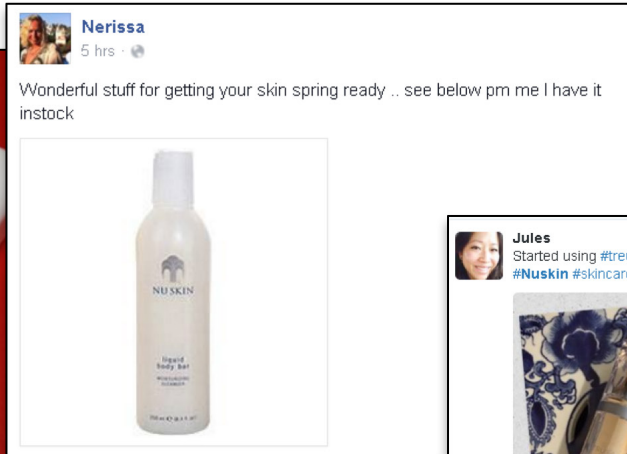 Nerissa
5 hrs
Wonderful stuff for getting your skin spring ready .. see below pm me I have it
instock
NU SKIN
liquid
body bar
Jules
Started using #tre
#Nuskin #skincar